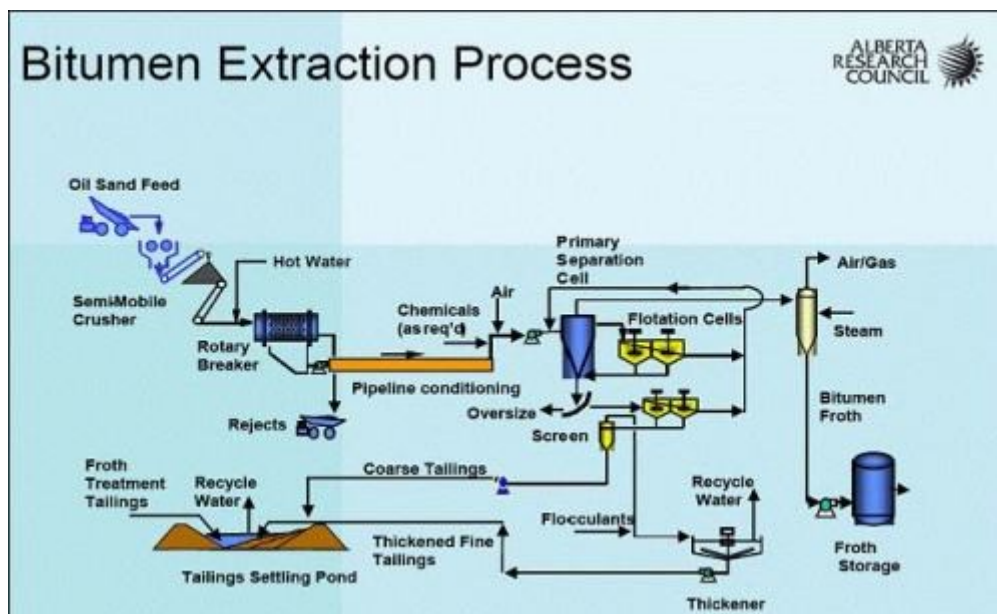 Bitumen Extraction Process
ALBERTA
RESEARCH
COUNCIL
Oil Sand Feed
Hot Water
Semi-Mobile
Crusher
Rotary
Breaker
Rejects
Chemicals
(as req'd)
Air
Pipeline conditioning
Primary
Separation
Cell
Flotation Cells
Air/Gas
Steam
Oversize
Screen
Bitumen
Froth
Froth
Treatment
Tailings
Recycle
Water
Coarse Tailings
Flocculants
Recycle
Water
Thickened Fine
Tailings
Tailings Settling Pond
Thickener
Froth
Storage